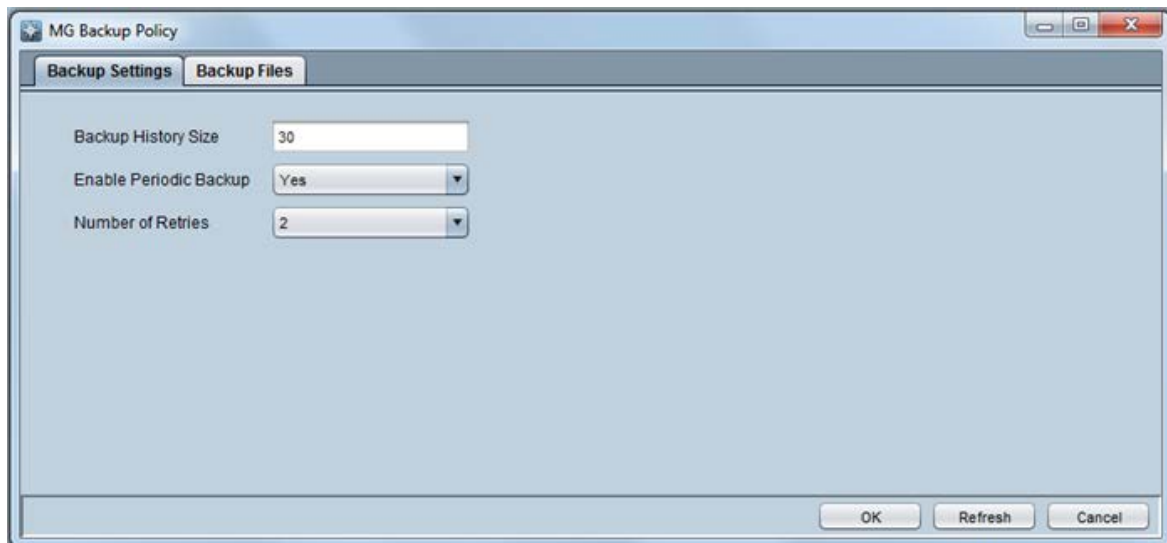 MG Backup Policy
Backup Settings Backup Files
Backup History Size 30
Enable Periodic Backup Yes
Number of Retries 2
OK Refresh Cancel